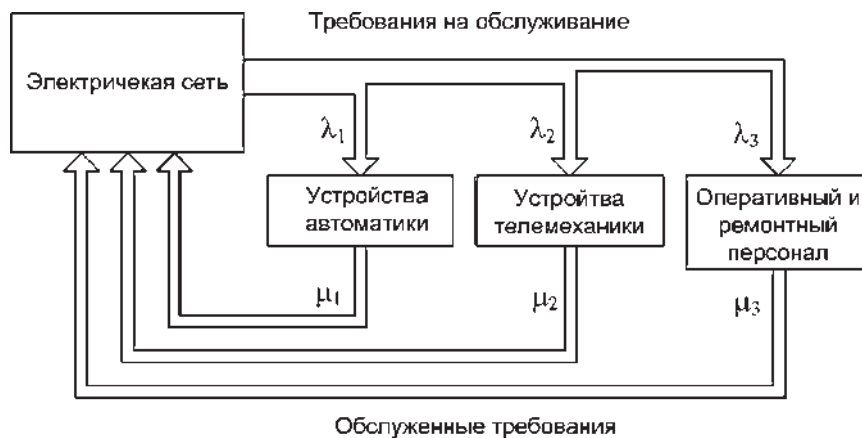 Требования на обслуживание
Электричекая сеть
λ1
λ2
λ3
Устройства
автоматики
Устройтва
телемеханики
Оперативный и
ремонтный
персонал
μ1
μ2
μ3
Обслуженные требования